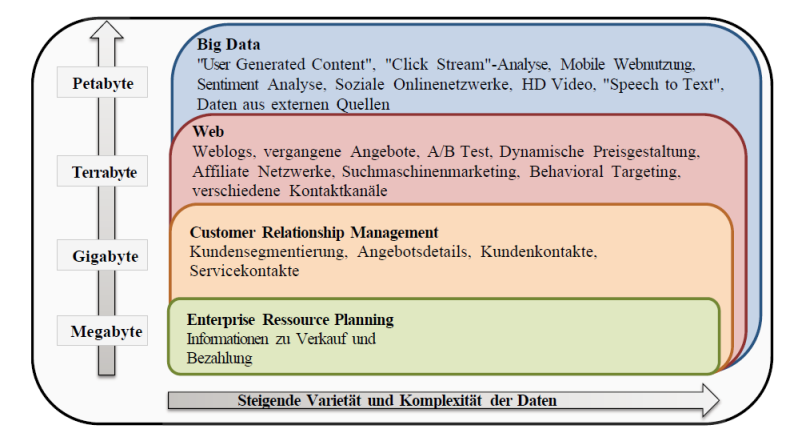 Petabyte
Terrabyte
Gigabyte
Megabyte
Big Data
"User Generated Content", "Click Stream"-Analyse, Mobile Webnutzung,
Sentiment Analyse, Soziale Onlinenetzwerke, HD Video, "Speech to Text",
Daten aus externen Quellen
Web
Weblogs, vergangene Angebote, A/B Test, Dynamische Preisgestaltung,
Affiliate Netzwerke, Suchmaschinenmarketing, Behavioral Targeting,
verschiedene Kontaktkanäle
Customer Relationship Management
Kundensegmentierung, Angebotsdetails, Kundenkontakte,
Servicekontakte
Enterprise Ressource Planning
Informationen zu Verkauf und
Bezahlung
Steigende Varietät und Komplexität der Daten